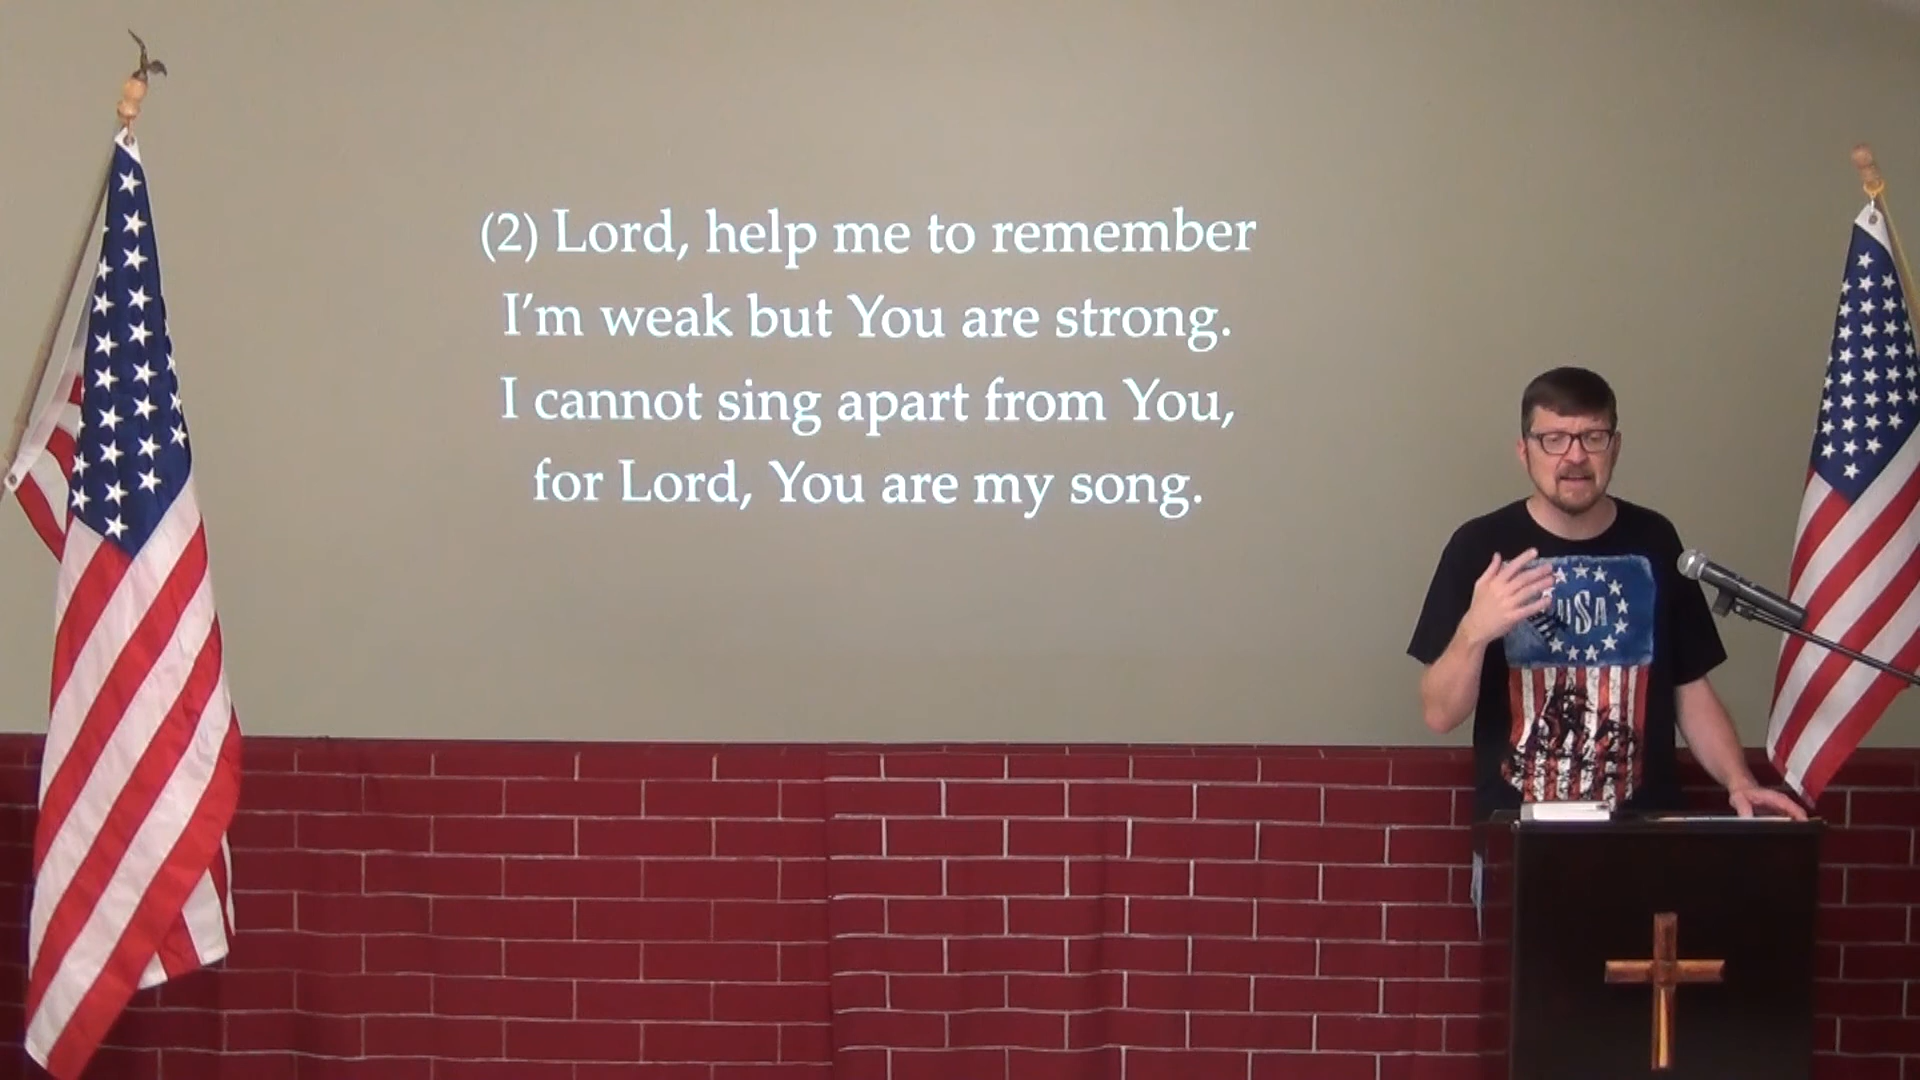 (2) Lord, help me to remember
I’m weak but You are strong.
I cannot sing apart from You,
for Lord, You are my song.
USA